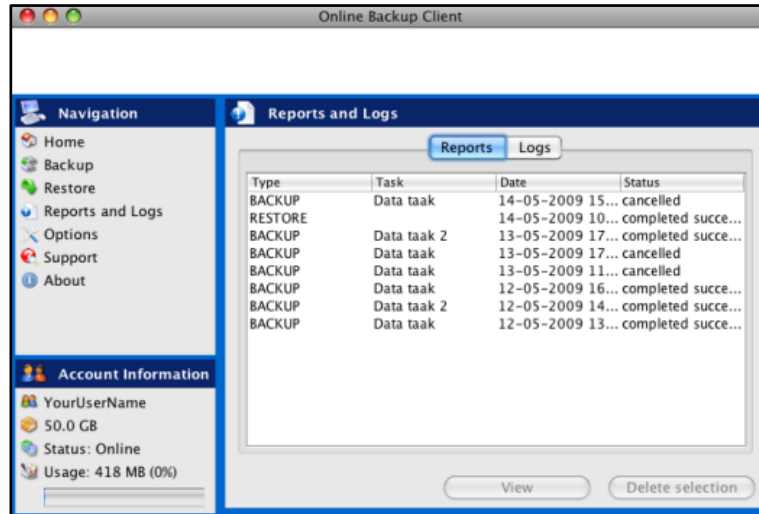 Online Backup Client
Navigation
Home
Backup
Restore
Reports and Logs
Options
Support
About
Account Information
YourUserName
50.0 GB
Status: Online
Usage: 418 MB (0%)
Reports and Logs
Reports Logs
Type Task Date Status
BACKUP Data taak 14-05-2009 15... cancelled
RESTORE 14-05-2009 10... completed succe...
BACKUP Data taak 2 13-05-2009 17... completed succe...
BACKUP Data taak 13-05-2009 17... cancelled
BACKUP Data taak 13-05-2009 11... cancelled
BACKUP Data taak 12-05-2009 16... completed succe...
BACKUP Data taak 2 12-05-2009 14... completed succe...
BACKUP Data taak 12-05-2009 13... completed succe...
View Delete selection